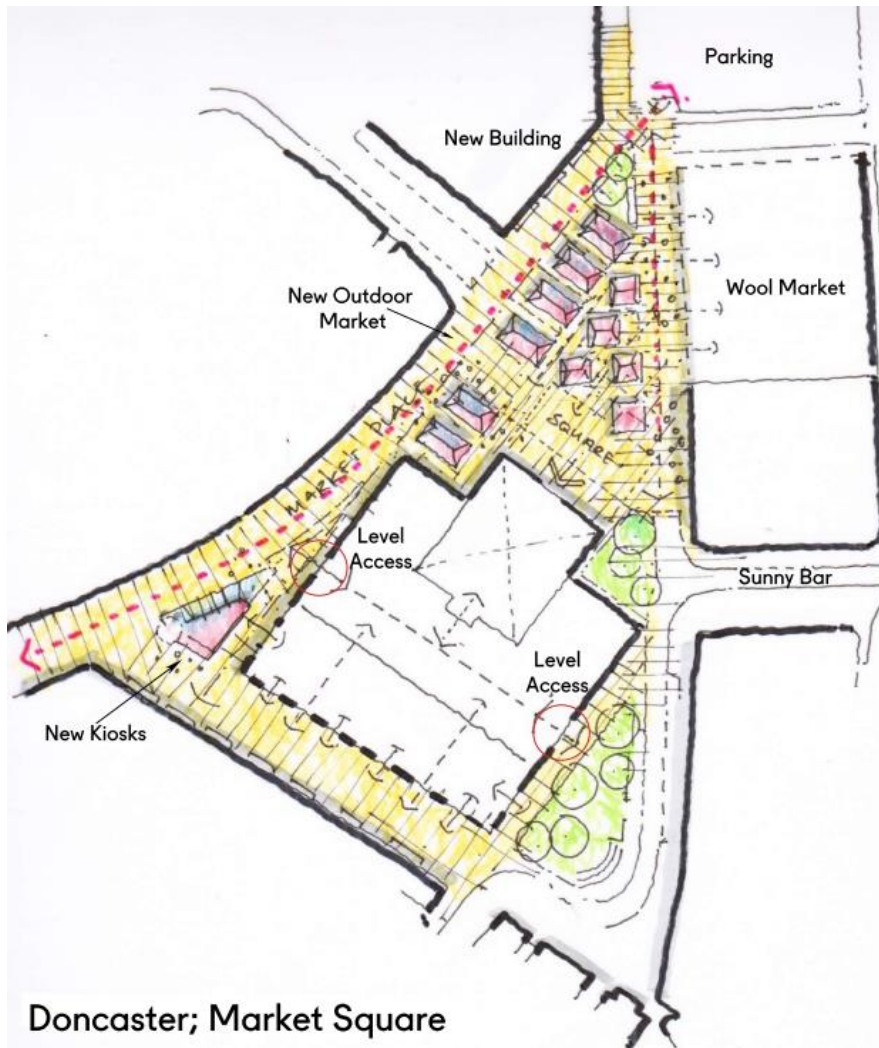 Parking
New Building
New Outdoor
Market
Wool Market
MARKET PLACE
SQUARE
Level
Access
Sunny Bar
Level
Access
New Kiosks
Doncaster; Market Square